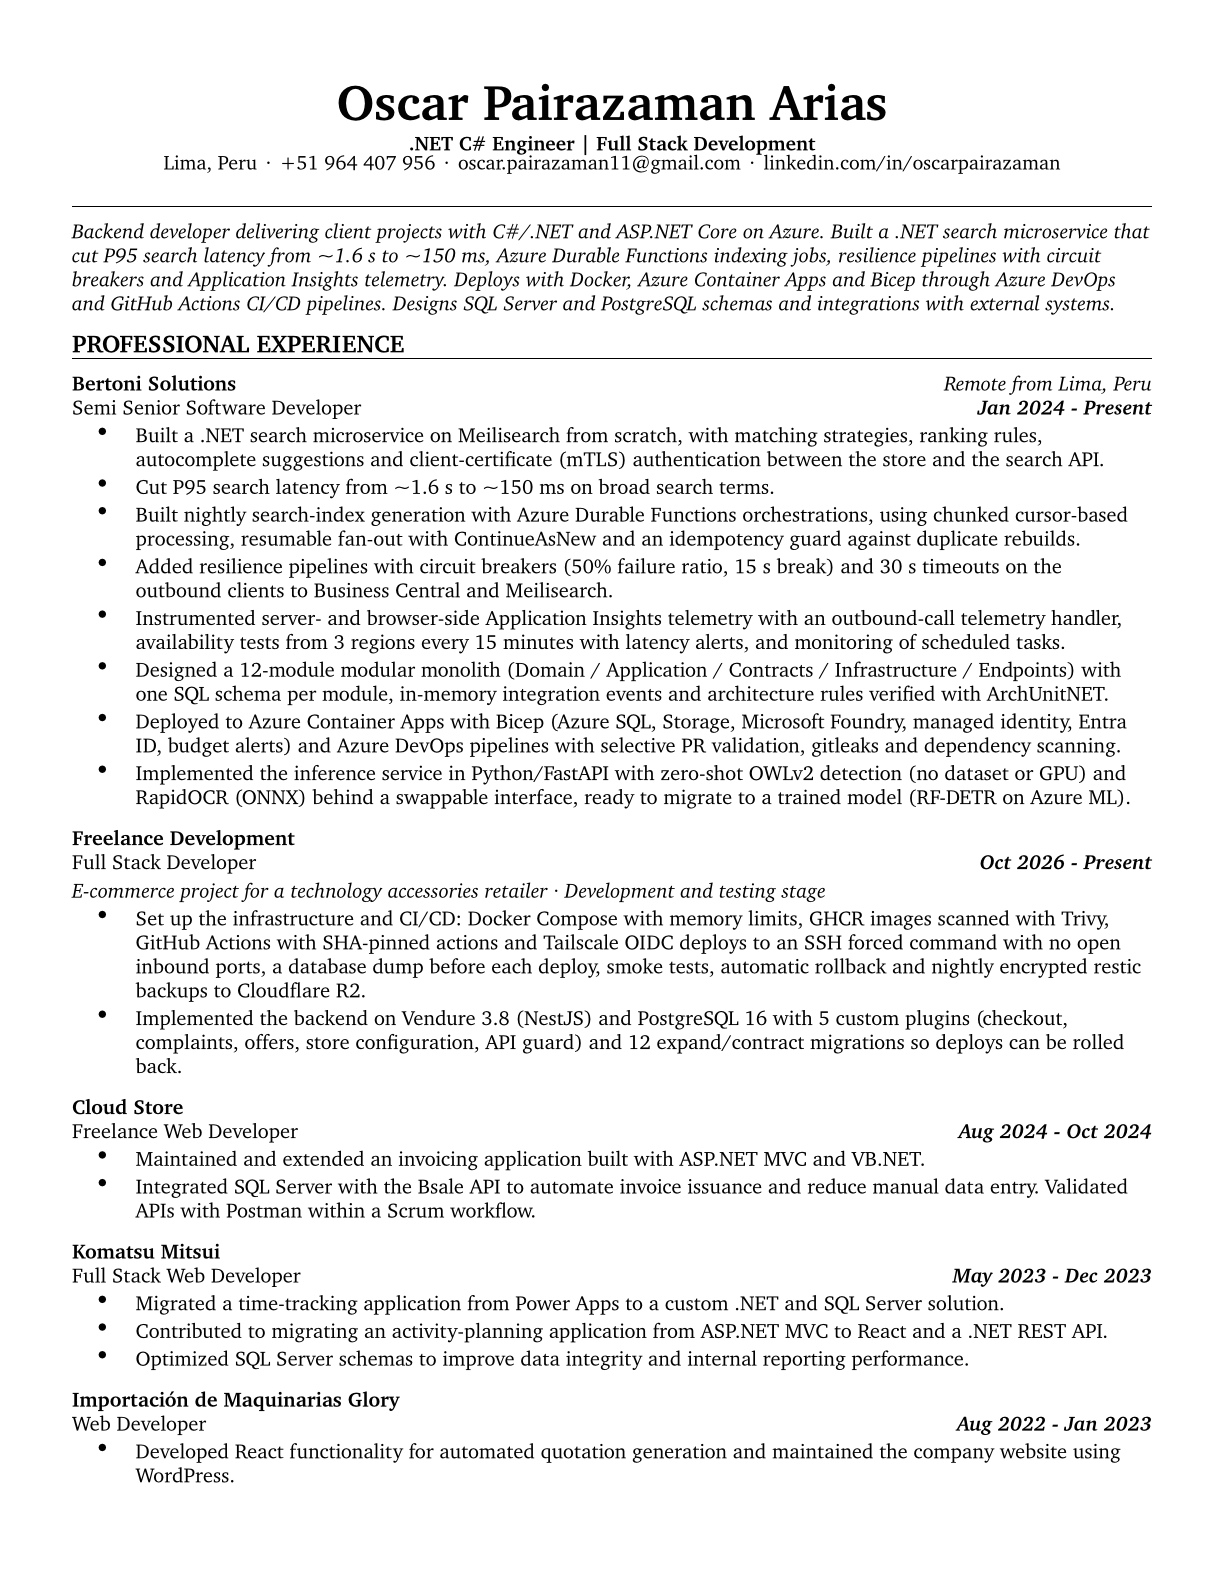 Oscar Pairazaman Arias
.NET C# Engineer | Full Stack Development
Lima, Peru · +51 964 407 956 · oscar.pairazaman11@gmail.com · linkedin.com/in/oscarpairazaman
Backend developer delivering client projects with C#/.NET and ASP.NET Core on Azure. Built a .NET search microservice that
cut P95 search latency from ~1.6 s to ~150 ms, Azure Durable Functions indexing jobs, resilience pipelines with circuit
breakers and Application Insights telemetry. Deploys with Docker, Azure Container Apps and Bicep through Azure DevOps
and GitHub Actions CI/CD pipelines. Designs SQL Server and PostgreSQL schemas and integrations with external systems.
PROFESSIONAL EXPERIENCE
Bertoni Solutions Remote from Lima, Peru
Semi Senior Software Developer Jan 2024 - Present
• Built a .NET search microservice on Meilisearch from scratch, with matching strategies, ranking rules,
autocomplete suggestions and client-certificate (mTLS) authentication between the store and the search API.
• Cut P95 search latency from ~1.6 s to ~150 ms on broad search terms.
• Built nightly search-index generation with Azure Durable Functions orchestrations, using chunked cursor-based
processing, resumable fan-out with ContinueAsNew and an idempotency guard against duplicate rebuilds.
• Added resilience pipelines with circuit breakers (50% failure ratio, 15 s break) and 30 s timeouts on the
outbound clients to Business Central and Meilisearch.
• Instrumented server- and browser-side Application Insights telemetry with an outbound-call telemetry handler,
availability tests from 3 regions every 15 minutes with latency alerts, and monitoring of scheduled tasks.
• Designed a 12-module modular monolith (Domain / Application / Contracts / Infrastructure / Endpoints) with
one SQL schema per module, in-memory integration events and architecture rules verified with ArchUnitNET.
• Deployed to Azure Container Apps with Bicep (Azure SQL, Storage, Microsoft Foundry, managed identity, Entra
ID, budget alerts) and Azure DevOps pipelines with selective PR validation, gitleaks and dependency scanning.
• Implemented the inference service in Python/FastAPI with zero-shot OWLv2 detection (no dataset or GPU) and
RapidOCR (ONNX) behind a swappable interface, ready to migrate to a trained model (RF-DETR on Azure ML).
Freelance Development
Full Stack Developer Oct 2026 - Present
E-commerce project for a technology accessories retailer · Development and testing stage
• Set up the infrastructure and CI/CD: Docker Compose with memory limits, GHCR images scanned with Trivy,
GitHub Actions with SHA-pinned actions and Tailscale OIDC deploys to an SSH forced command with no open
inbound ports, a database dump before each deploy, smoke tests, automatic rollback and nightly encrypted restic
backups to Cloudflare R2.
• Implemented the backend on Vendure 3.8 (NestJS) and PostgreSQL 16 with 5 custom plugins (checkout,
complaints, offers, store configuration, API guard) and 12 expand/contract migrations so deploys can be rolled
back.
Cloud Store
Freelance Web Developer Aug 2024 - Oct 2024
• Maintained and extended an invoicing application built with ASP.NET MVC and VB.NET.
• Integrated SQL Server with the Bsale API to automate invoice issuance and reduce manual data entry. Validated
APIs with Postman within a Scrum workflow.
Komatsu Mitsui
Full Stack Web Developer May 2023 - Dec 2023
• Migrated a time-tracking application from Power Apps to a custom .NET and SQL Server solution.
• Contributed to migrating an activity-planning application from ASP.NET MVC to React and a .NET REST API.
• Optimized SQL Server schemas to improve data integrity and internal reporting performance.
Importación de Maquinarias Glory
Web Developer Aug 2022 - Jan 2023
• Developed React functionality for automated quotation generation and maintained the company website using
WordPress.